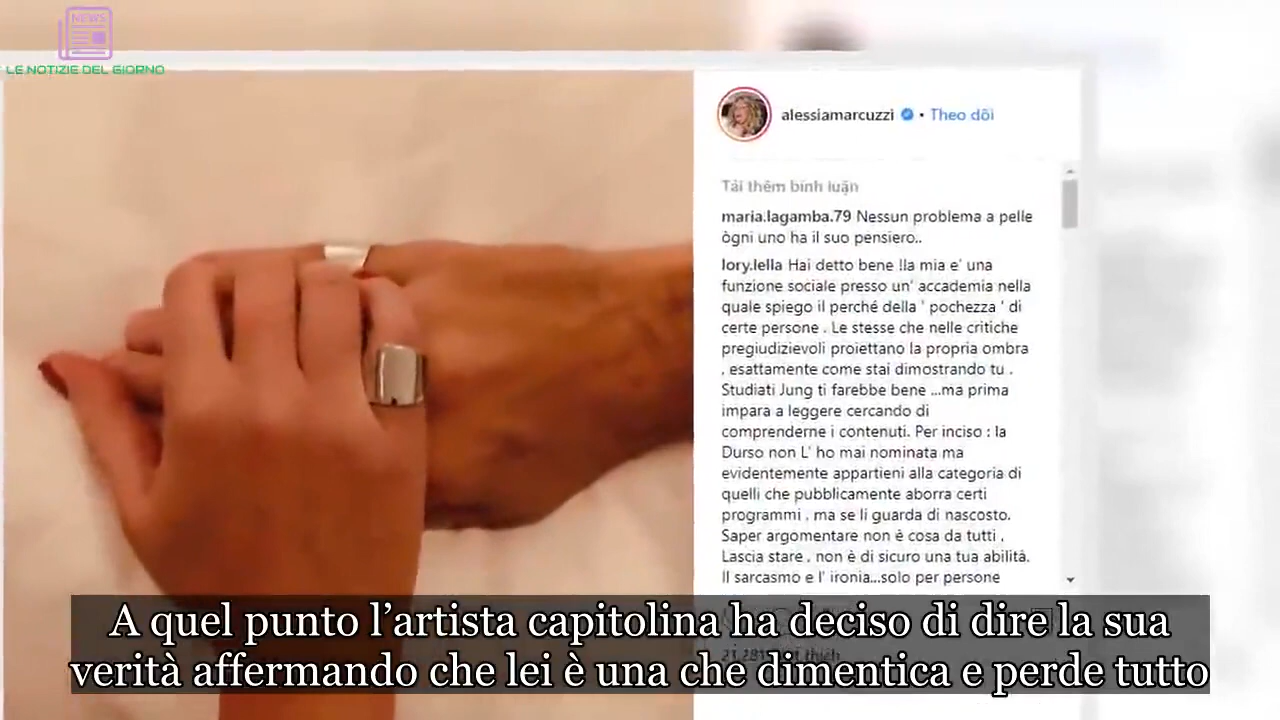 NEWS
LE NOTIZIE DEL GIORNO
alessiamarcuzzi • Theo dõi
Tải thêm bình luận
maria.lagamba.79 Nessun problema a pelle
ògni uno ha il suo pensiero..
lory.lella Hai detto bene !la mia e' una
funzione sociale presso un' accademia nella
quale spiego il perché della ' pochezza ' di
certe persone . Le stesse che nelle critiche
pregiudizievoli proiettano la propria ombra
, esattamente come stai dimostrando tu .
Studiati Jung ti farebbe bene ...ma prima
impara a leggere cercando di
comprenderne i contenuti. Per inciso : la
Durso non L' ho mai nominata ma
evidentemente appartieni alla categoria di
quelli che pubblicamente aborra certi
programmi , ma se li guarda di nascosto.
Saper argomentare non è cosa da tutti .
Lascia stare , non è di sicuro una tua abilità.
Il sarcasmo e l' ironia...solo per persone
A quel punto l’artista capitolina ha deciso di dire la sua
verità affermando che lei è una che dimentica e perde tutto